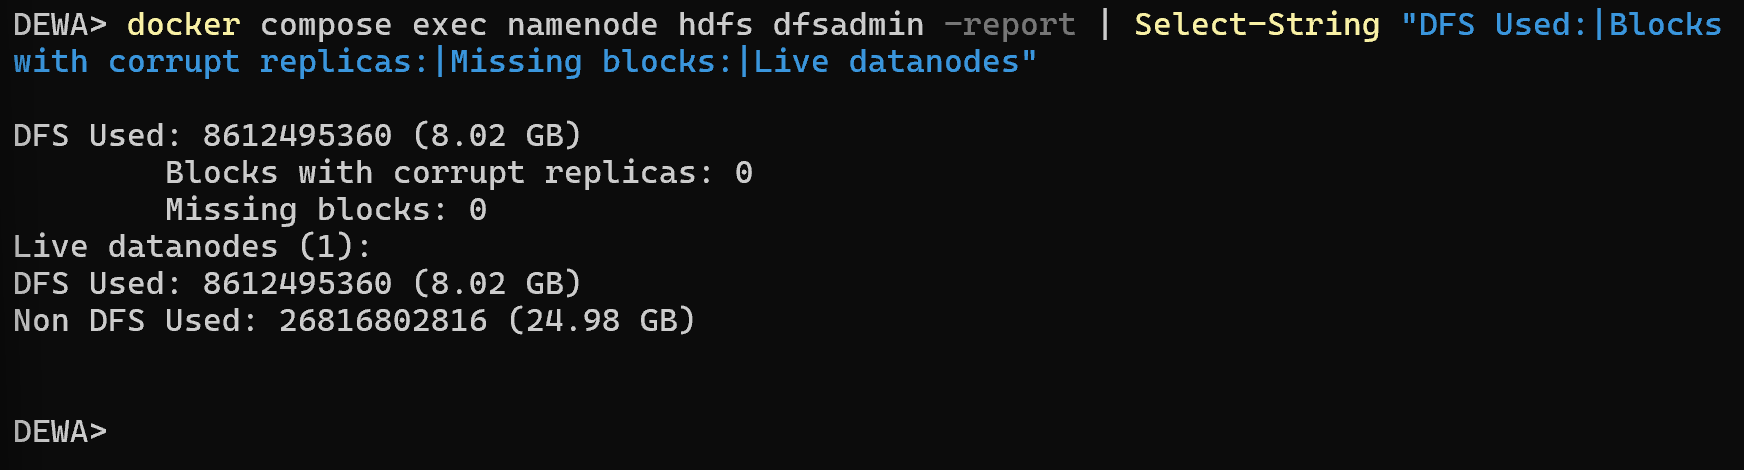 DEWA> docker compose exec namenode hdfs dfsadmin -report | Select-String "DFS Used:|Blocks
with corrupt replicas:|Missing blocks:|Live datanodes"
DFS Used: 8612495360 (8.02 GB)
Blocks with corrupt replicas: 0
Missing blocks: 0
Live datanodes (1):
DFS Used: 8612495360 (8.02 GB)
Non DFS Used: 26816802816 (24.98 GB)
DEWA>